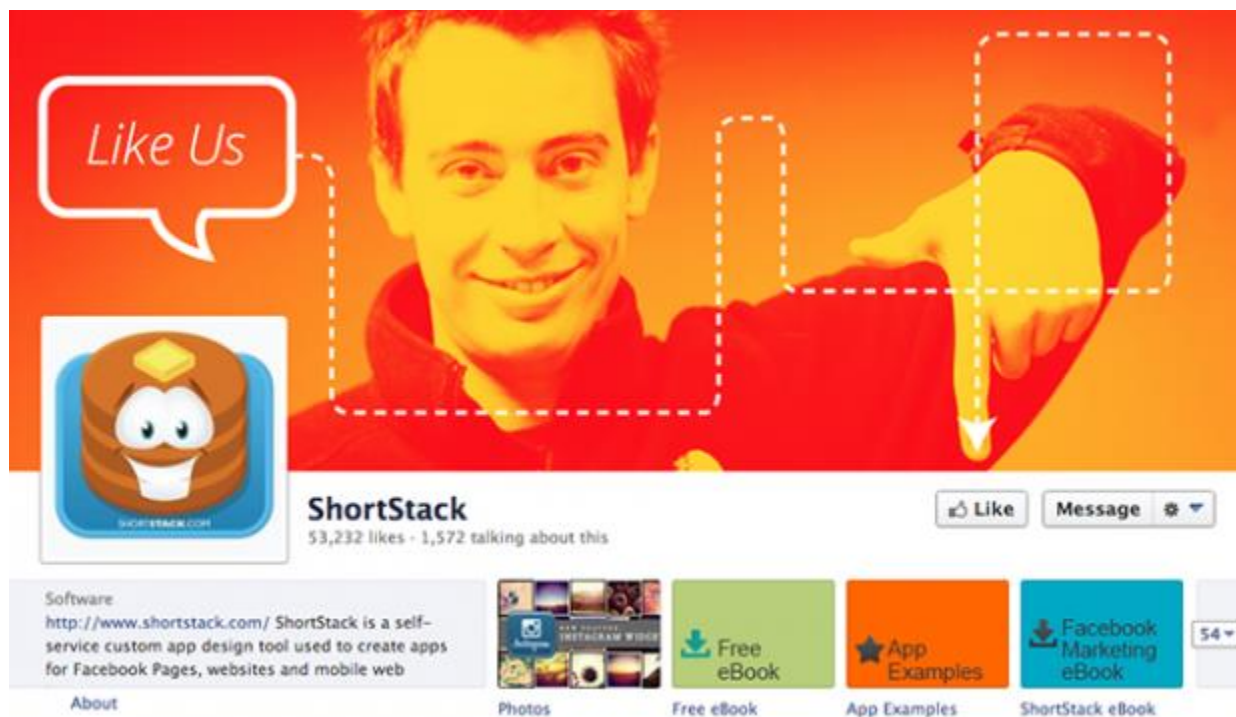 Like Us
SHORTSTACK.COM
ShortStack
53,232 likes · 1,572 talking about this
Like
Message
Software
http://www.shortstack.com/ ShortStack is a self-
service custom app design tool used to create apps
for Facebook Pages, websites and mobile web
About
INSTAGRAM WIDGE
Photos
Free
eBook
Free eBook
App
Examples
App Examples
Facebook
Marketing
eBook
ShortStack eBook
54